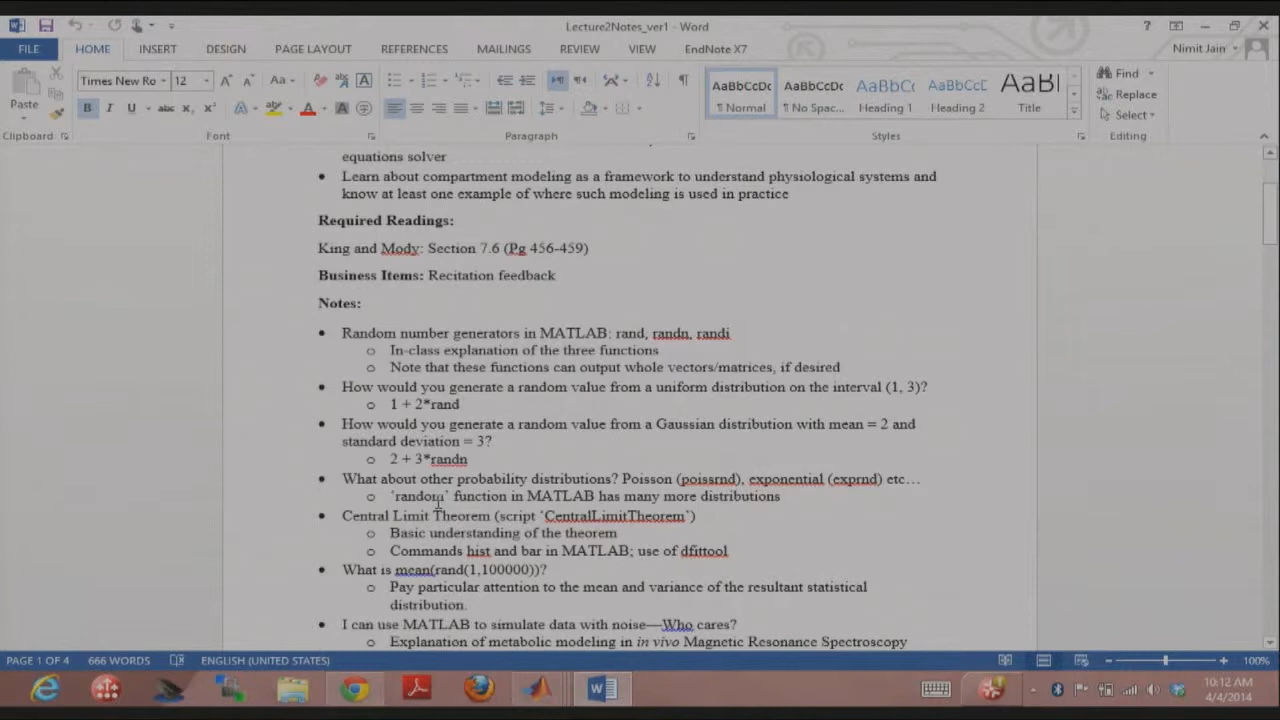 Lecture2Notes_ver1 - Word
FILE HOME INSERT DESIGN PAGE LAYOUT REFERENCES MAILINGS REVIEW VIEW EndNote X7 Nimit Jain
Times New Ro 12 Aa AaBbCcDc AaBbCcDc AaBbCc AaBbCcD AaBl Find
Paste Replace
¶ Normal ¶ No Spac... Heading 1 Heading 2 Title Select
Clipboard Font Paragraph Styles Editing
equations solver
• Learn about compartment modeling as a framework to understand physiological systems and
know at least one example of where such modeling is used in practice
Required Readings:
King and Mody: Section 7.6 (Pg 456-459)
Business Items: Recitation feedback
Notes:
• Random number generators in MATLAB: rand, randn, randi
o In-class explanation of the three functions
o Note that these functions can output whole vectors/matrices, if desired
• How would you generate a random value from a uniform distribution on the interval (1, 3)?
o 1 + 2*rand
• How would you generate a random value from a Gaussian distribution with mean = 2 and
standard deviation = 3?
o 2 + 3*randn
• What about other probability distributions? Poisson (poissrnd), exponential (exprnd) etc…
o 'random' function in MATLAB has many more distributions
• Central Limit Theorem (script 'CentralLimitTheorem')
o Basic understanding of the theorem
o Commands hist and bar in MATLAB; use of dfittool
• What is mean(rand(1,100000))?
o Pay particular attention to the mean and variance of the resultant statistical
distribution.
• I can use MATLAB to simulate data with noise—Who cares?
o Explanation of metabolic modeling in in vivo Magnetic Resonance Spectroscopy
PAGE 1 OF 4 666 WORDS ENGLISH (UNITED STATES) 100%
10:12 AM
4/4/2014